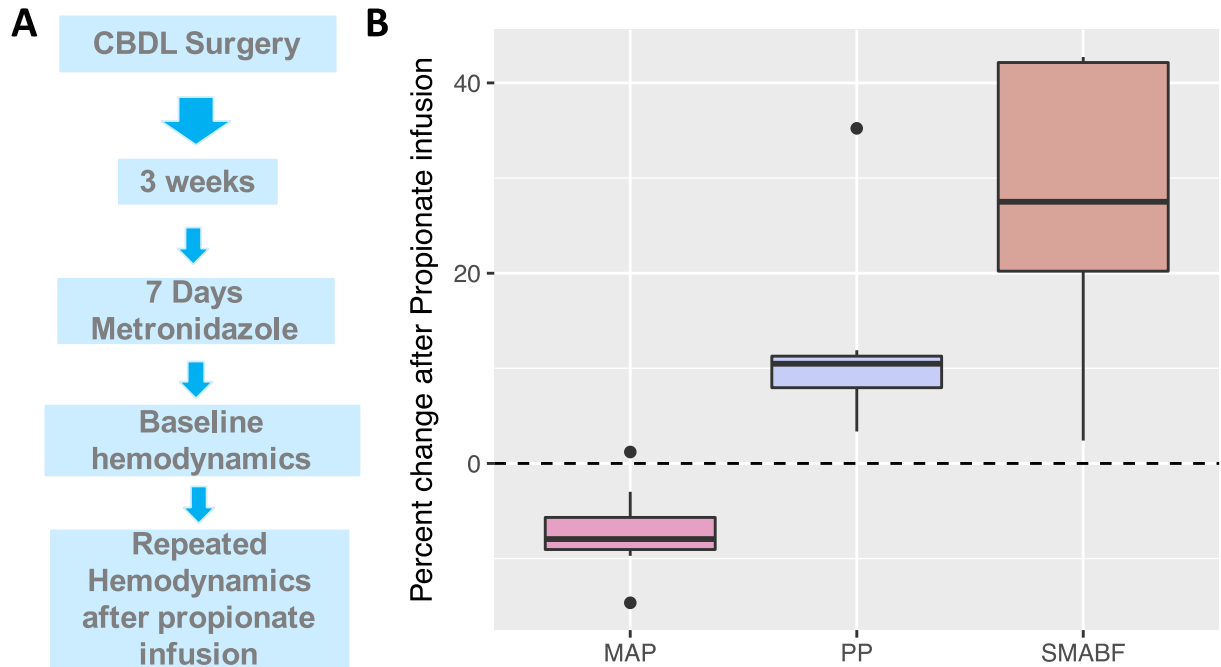 A
CBDL Surgery
3 weeks
7 Days
Metronidazole
Baseline
hemodynamics
Repeated
Hemodynamics
after propionate
infusion
B
Percent change after Propionate infusion
40
20
0
MAP
PP
SMABF